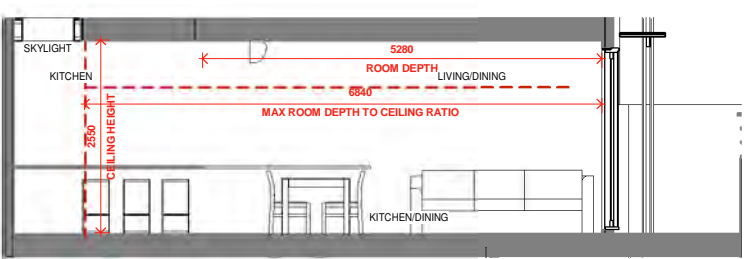 SKYLIGHT
5280
ROOM DEPTH
KITCHEN
LIVING/DINING
6840
MAX ROOM DEPTH TO CEILING RATIO
2550
CEILING HEIGHT
KITCHEN/DINING